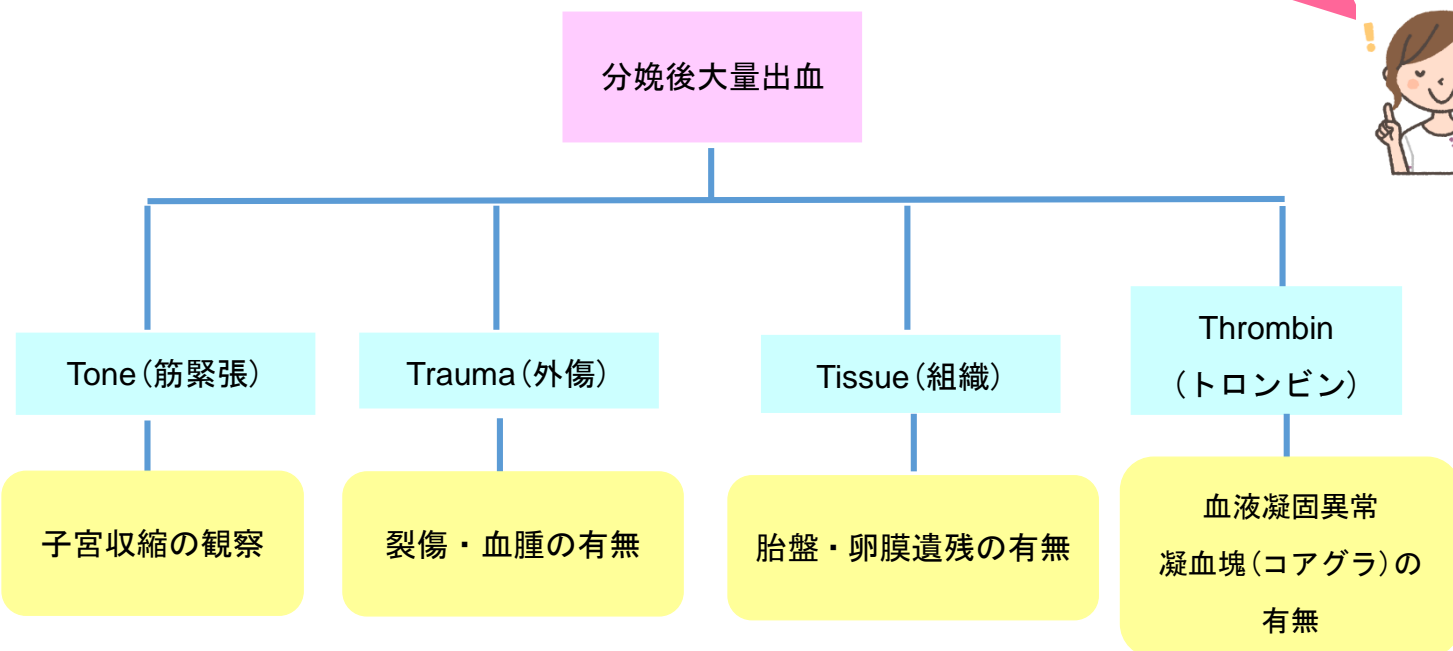 分娩後大量出血
Tone（筋緊張）
Trauma（外傷）
Tissue（組織）
Thrombin
（トロンビン）
子宮収縮の観察
裂傷・血腫の有無
胎盤・卵膜遺残の有無
血液凝固異常
凝血塊（コアグラ）の
有無